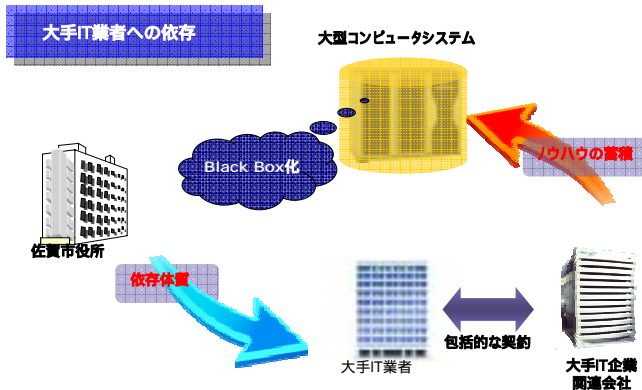 大手IT業者への依存
大型コンピュータシステム
Black Box化
ノウハウの蓄積
佐賀市役所
依存体質
包括的な契約
大手IT業者
大手IT企業
関連会社